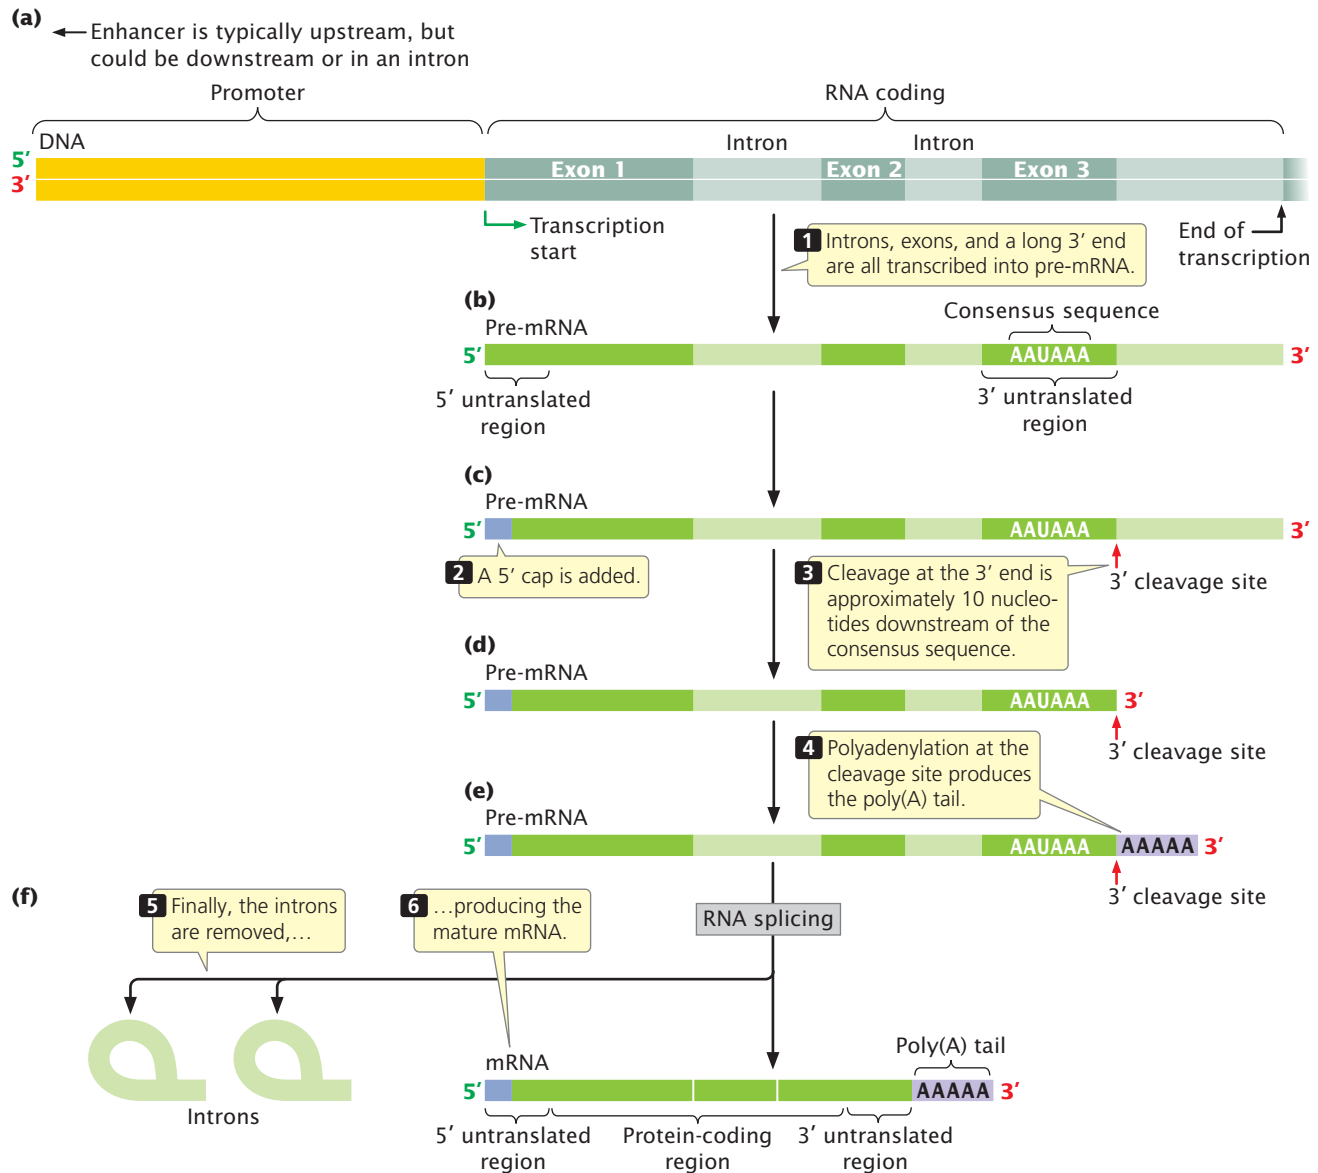 (a)
Enhancer is typically upstream, but
could be downstream or in an intron
Promoter
RNA coding
DNA
Intron
Intron
5′
3′
Exon 1
Exon 2
Exon 3
Transcription
start
End of
transcription
1 Introns, exons, and a long 3′ end
are all transcribed into pre-mRNA.
(b)
Pre-mRNA
Consensus sequence
5′
AAUAAA
3′
5′ untranslated
region
3′ untranslated
region
(c)
Pre-mRNA
5′
AAUAAA
3′
2 A 5′ cap is added.
3 Cleavage at the 3′ end is
approximately 10 nucleo-
tides downstream of the
consensus sequence.
3′ cleavage site
(d)
Pre-mRNA
5′
AAUAAA
3′
3′ cleavage site
4 Polyadenylation at the
cleavage site produces
the poly(A) tail.
(e)
Pre-mRNA
5′
AAUAAA
AAAAA
3′
3′ cleavage site
(f)
5 Finally, the introns
are removed,…
6 …producing the
mature mRNA.
RNA splicing
Introns
mRNA
Poly(A) tail
5′
AAAAA
3′
5′ untranslated
region
Protein-coding
region
3′ untranslated
region